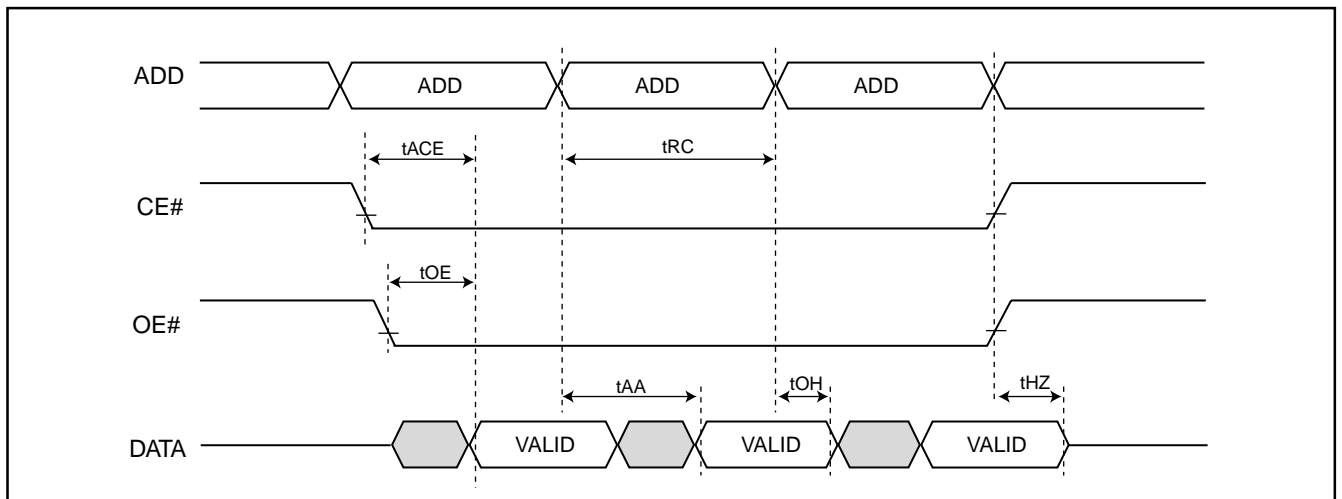 ADD ADD ADD ADD
tACE tRC
CE#
tOE
OE#
tAA tOH tHZ
DATA VALID VALID VALID